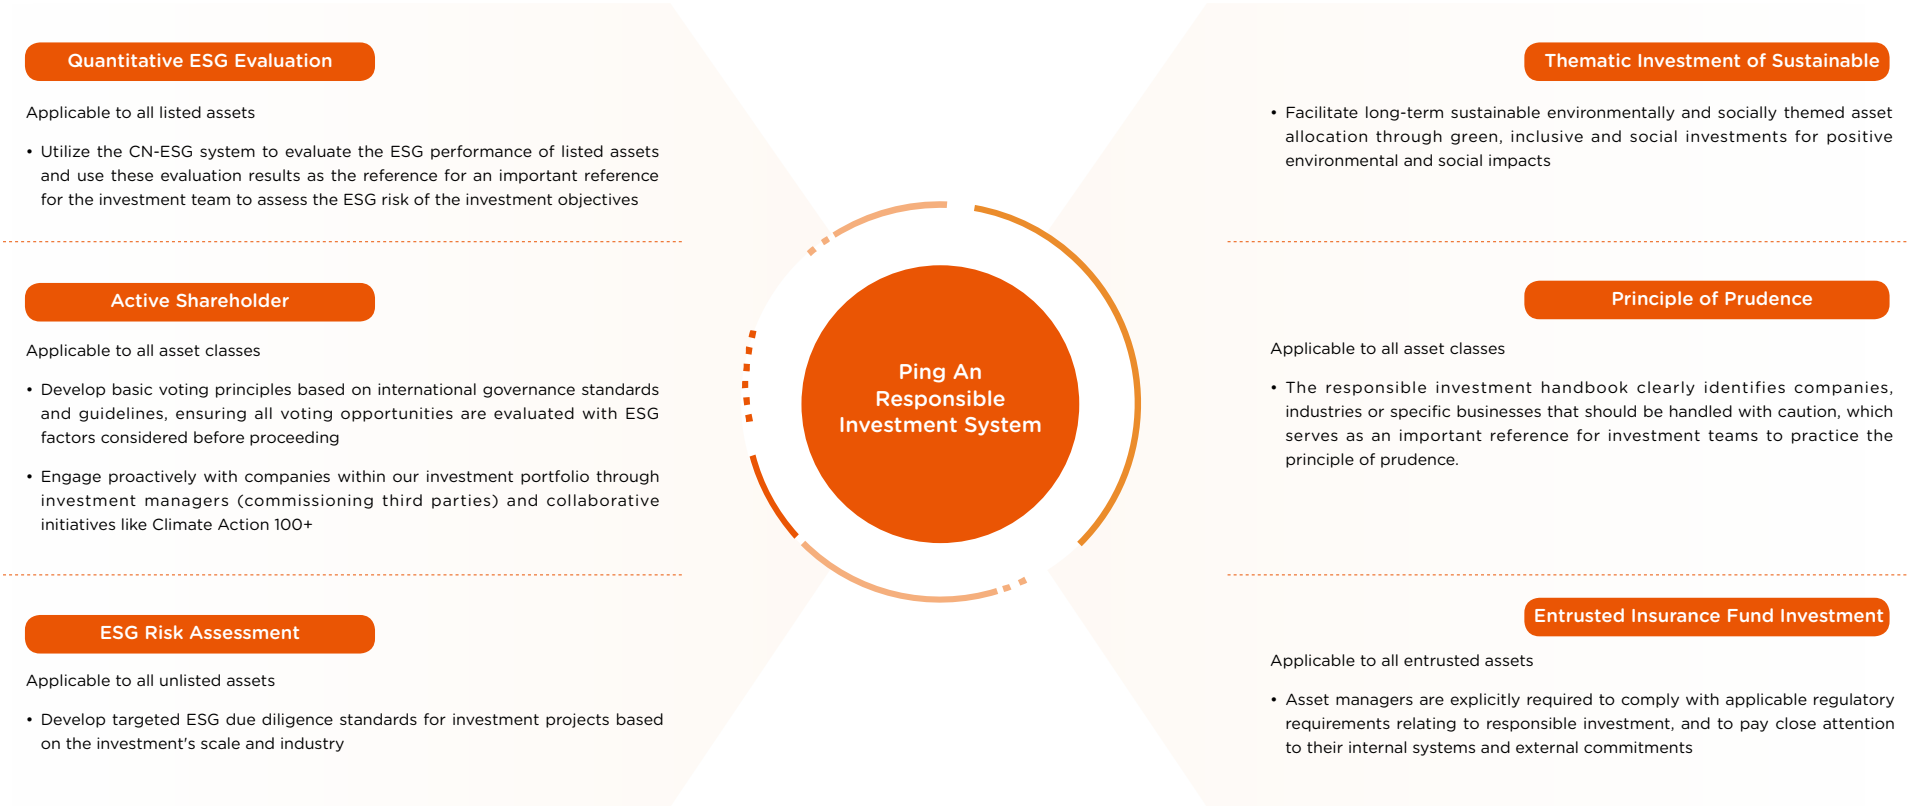 Quantitative ESG Evaluation
Applicable to all listed assets
• Utilize the CN-ESG system to evaluate the ESG performance of listed assets
and use these evaluation results as the reference for an important reference
for the investment team to assess the ESG risk of the investment objectives
Active Shareholder
Applicable to all asset classes
• Develop basic voting principles based on international governance standards
and guidelines, ensuring all voting opportunities are evaluated with ESG
factors considered before proceeding
• Engage proactively with companies within our investment portfolio through
investment managers (commissioning third parties) and collaborative
initiatives like Climate Action 100+
ESG Risk Assessment
Applicable to all unlisted assets
• Develop targeted ESG due diligence standards for investment projects based
on the investment's scale and industry
Ping An
Responsible
Investment System
Thematic Investment of Sustainable
• Facilitate long-term sustainable environmentally and socially themed asset
allocation through green, inclusive and social investments for positive
environmental and social impacts
Principle of Prudence
Applicable to all asset classes
• The responsible investment handbook clearly identifies companies,
industries or specific businesses that should be handled with caution, which
serves as an important reference for investment teams to practice the
principle of prudence.
Entrusted Insurance Fund Investment
Applicable to all entrusted assets
• Asset managers are explicitly required to comply with applicable regulatory
requirements relating to responsible investment, and to pay close attention
to their internal systems and external commitments